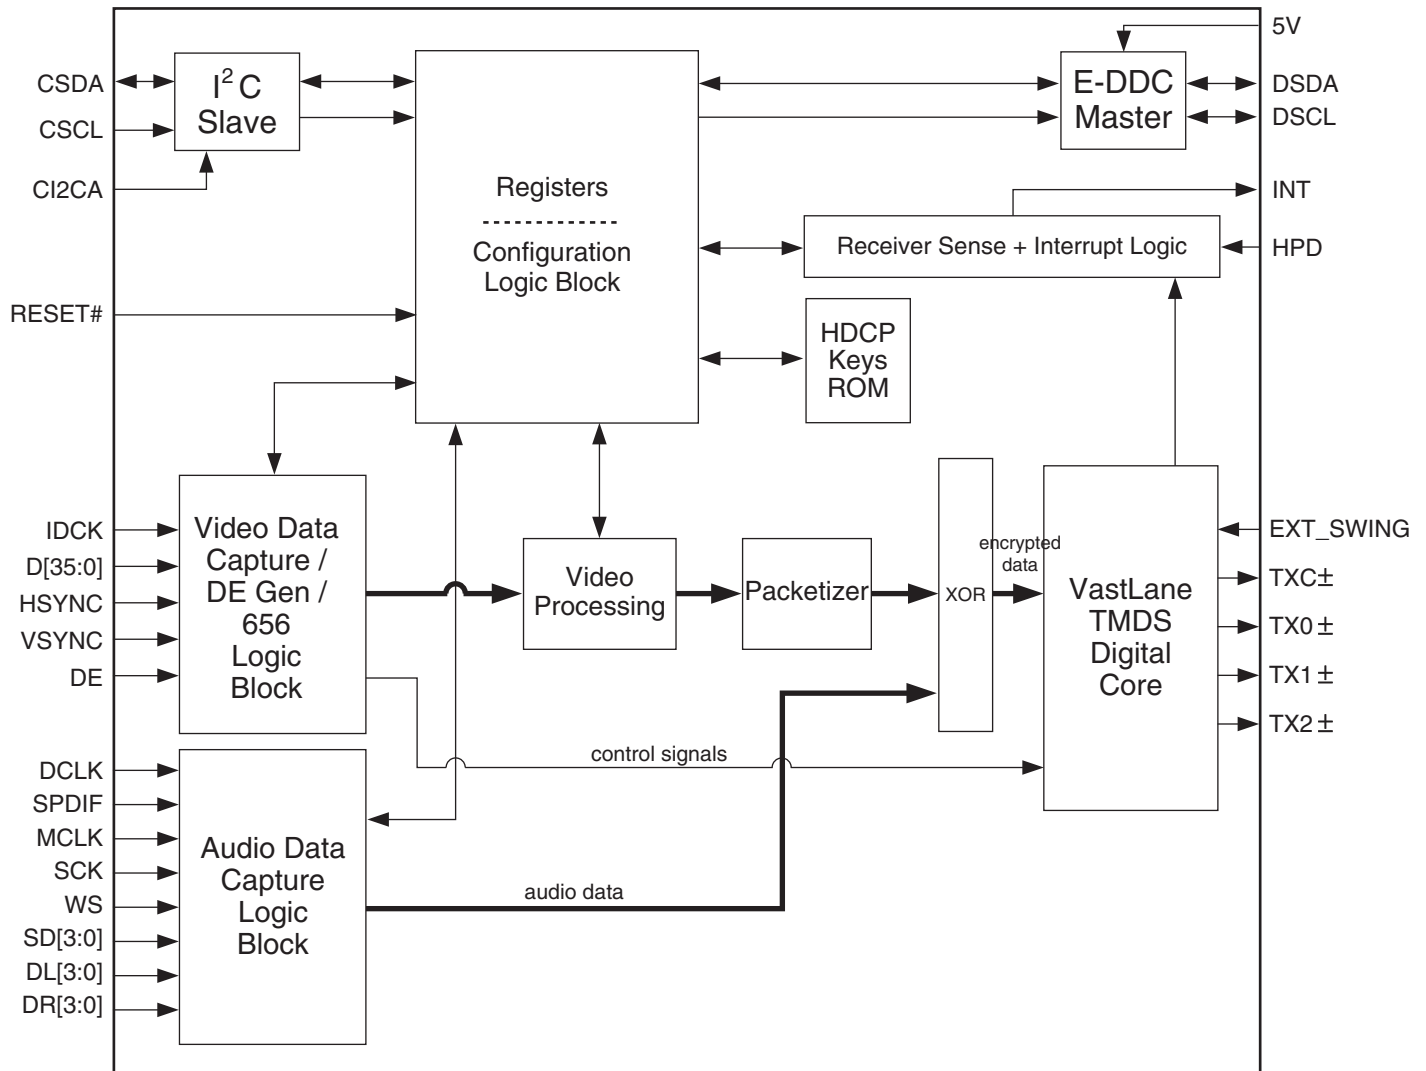 5V
CSDA
I² C
Slave
E-DDC
Master
DSDA
CSCL
DSCL
CI2CA
Registers
Configuration
Logic Block
INT
Receiver Sense + Interrupt Logic
HPD
RESET#
HDCP
Keys
ROM
IDCK
D[35:0]
HSYNC
VSYNC
DE
Video Data
Capture /
DE Gen /
656
Logic
Block
Video
Processing
Packetizer
XOR
encrypted
data
VastLane
TMDS
Digital
Core
EXT_SWING
TXC±
TX0±
TX1±
TX2±
control signals
DCLK
SPDIF
MCLK
SCK
WS
SD[3:0]
DL[3:0]
DR[3:0]
Audio Data
Capture
Logic
Block
audio data